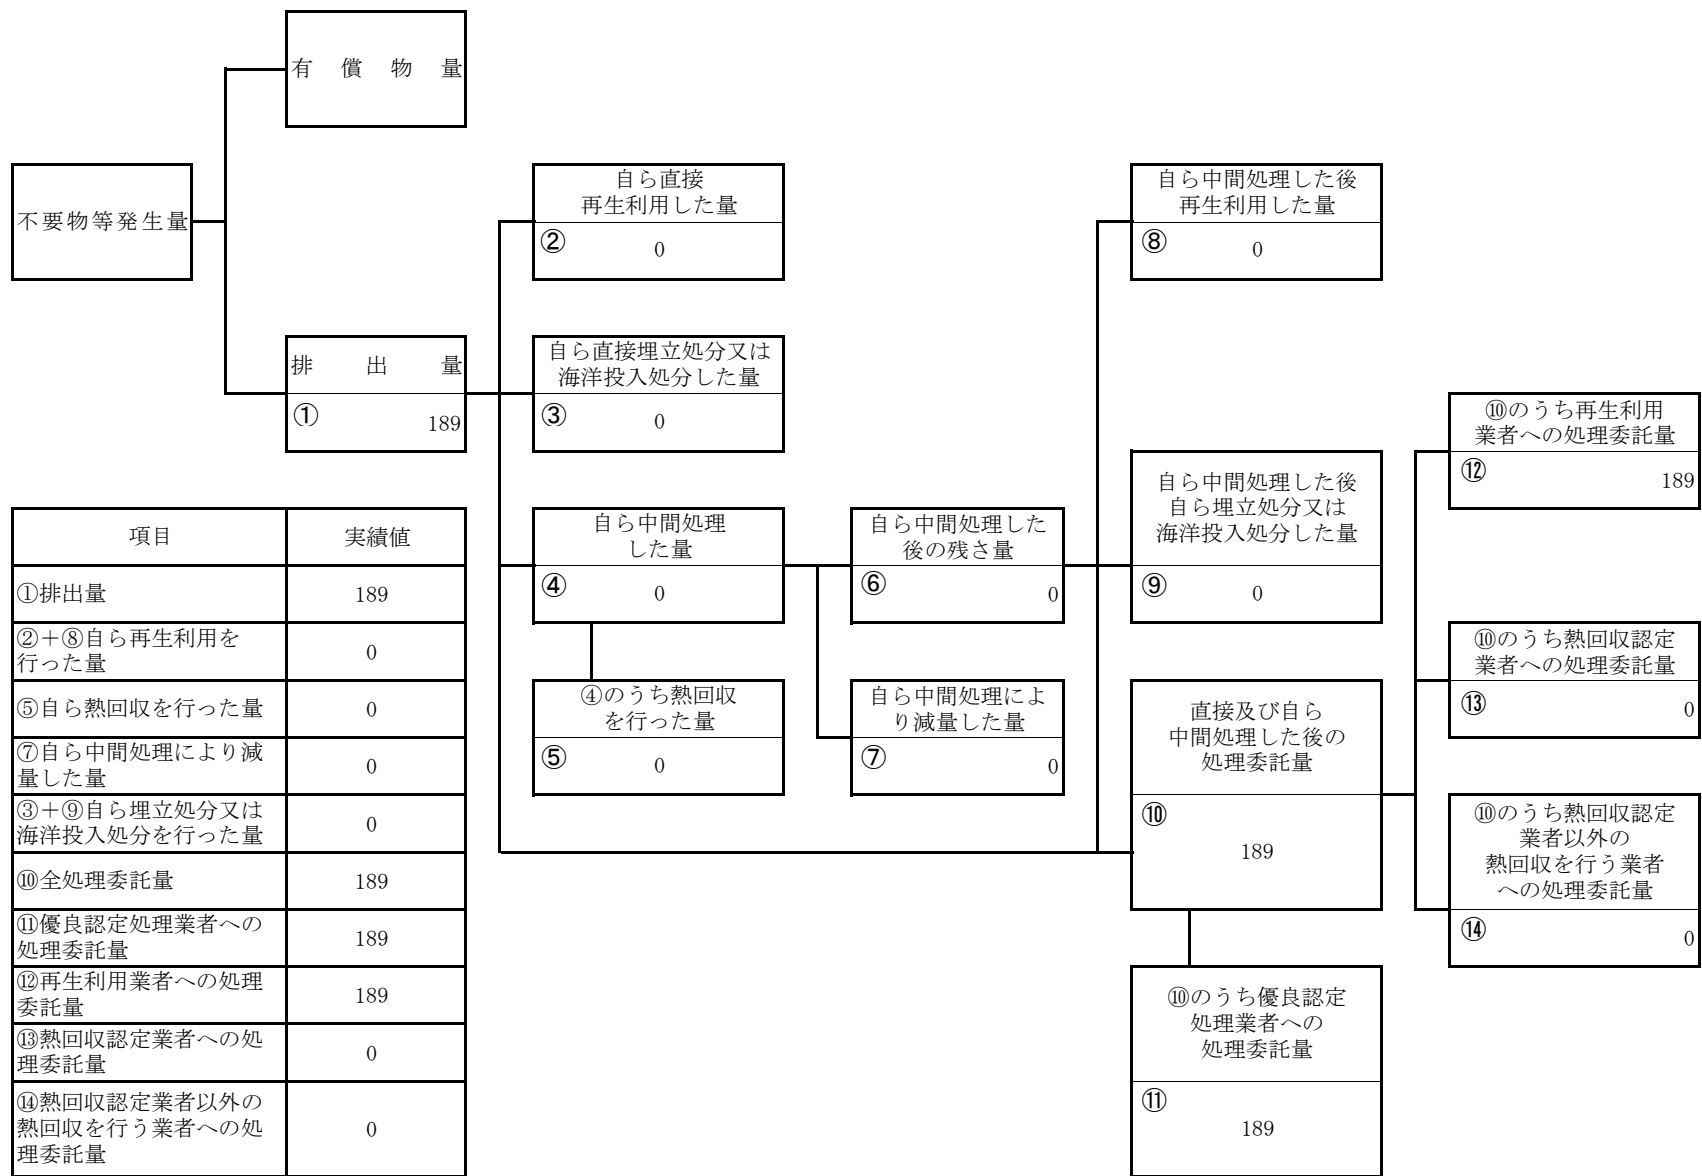 有償物量
不要物等発生量
排出量
①
189
自ら直接
再生利用した量
②
0
自ら直接埋立処分又は
海洋投入処分した量
③
0
自ら中間処理
した量
④
0
④のうち熱回収
を行った量
⑤
0
自ら中間処理した
後の残さ量
⑥
0
自ら中間処理によ
り減量した量
⑦
0
自ら中間処理した後
再生利用した量
⑧
0
自ら中間処理した後
自ら埋立処分又は
海洋投入処分した量
⑨
0
直接及び自ら
中間処理した後の
処理委託量
⑩
189
⑩のうち優良認定
処理業者への
処理委託量
⑪
189
⑩のうち再生利用
業者への処理委託量
⑫
189
⑩のうち熱回収認定
業者への処理委託量
⑬
0
⑩のうち熱回収認定
業者以外の
熱回収を行う業者
への処理委託量
⑭
0
項目 実績値
①排出量 189
②+⑧自ら再生利用を
行った量
0
⑤自ら熱回収を行った量 0
⑦自ら中間処理により減
量した量
0
③+⑨自ら埋立処分又は
海洋投入処分を行った量
0
⑩全処理委託量 189
⑪優良認定処理業者への
処理委託量
189
⑫再生利用業者への処理
委託量
189
⑬熱回収認定業者への処
理委託量
0
⑭熱回収認定業者以外の
熱回収を行う業者への処
理委託量
0